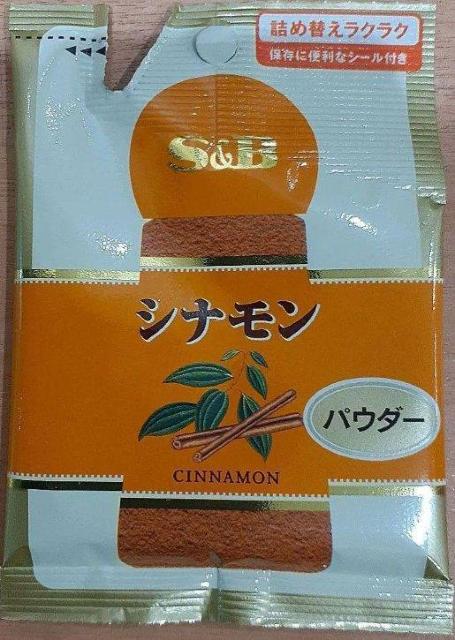 詰め替えラクラク
保存に便利なシール付き
S&B
シナモン
パウダー
CINNAMON